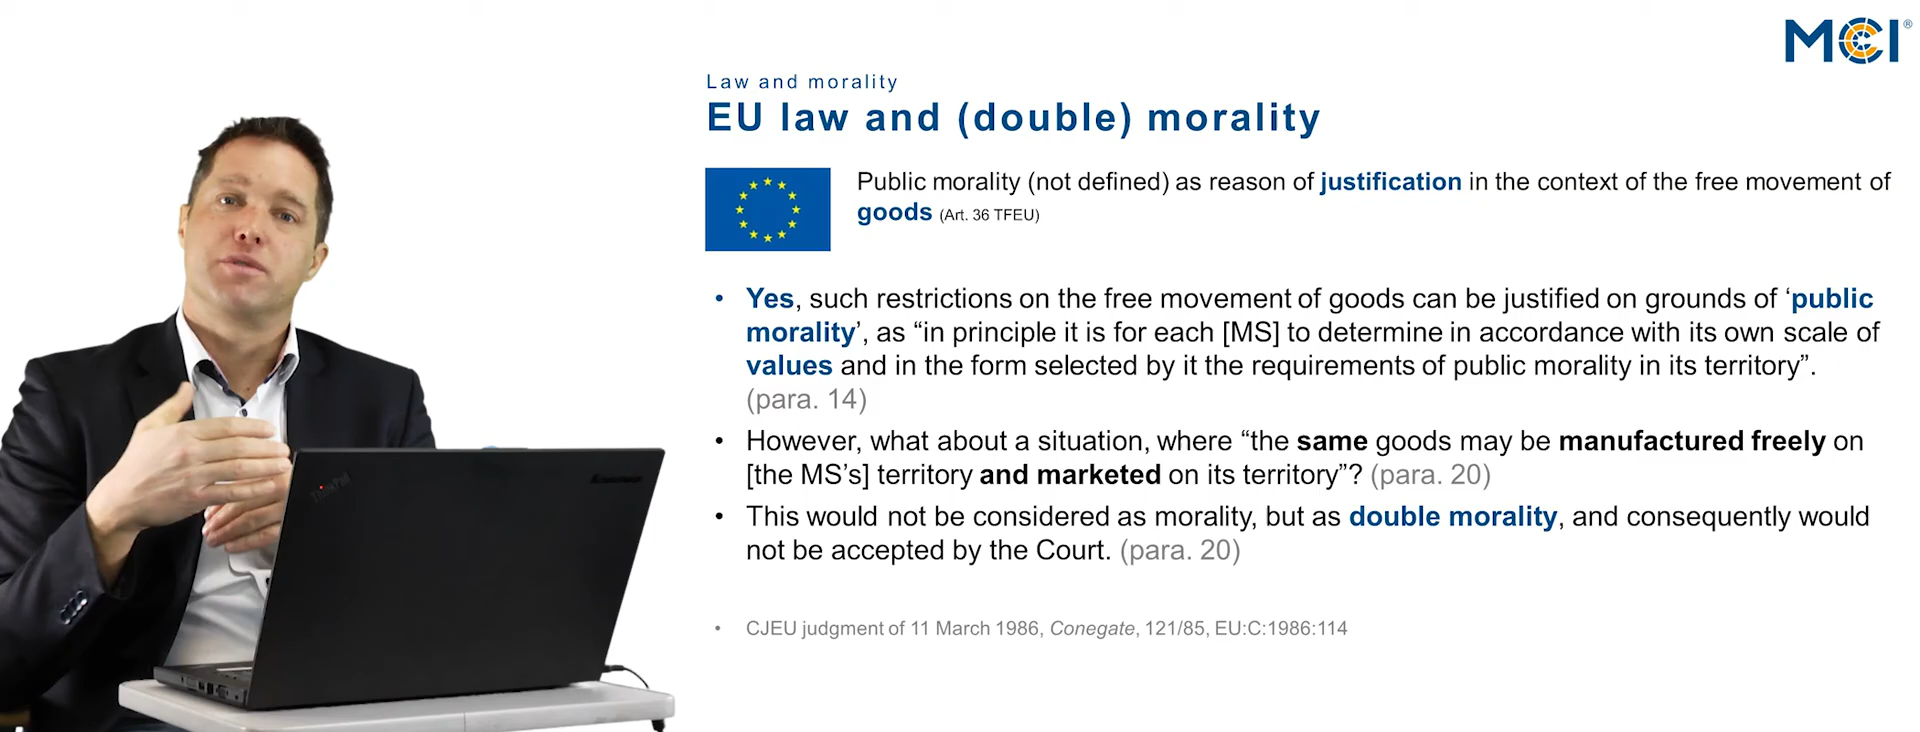 MCI®
Law and morality
EU law and (double) morality
Public morality (not defined) as reason of justification in the context of the free movement of
goods (Art. 36 TFEU)
• Yes, such restrictions on the free movement of goods can be justified on grounds of ‘public
morality’, as “in principle it is for each [MS] to determine in accordance with its own scale of
values and in the form selected by it the requirements of public morality in its territory”.
(para. 14)
• However, what about a situation, where “the same goods may be manufactured freely on
[the MS’s] territory and marketed on its territory”? (para. 20)
• This would not be considered as morality, but as double morality, and consequently would
not be accepted by the Court. (para. 20)
• CJEU judgment of 11 March 1986, Conegate, 121/85, EU:C:1986:114
ThinkPad
Lenovo